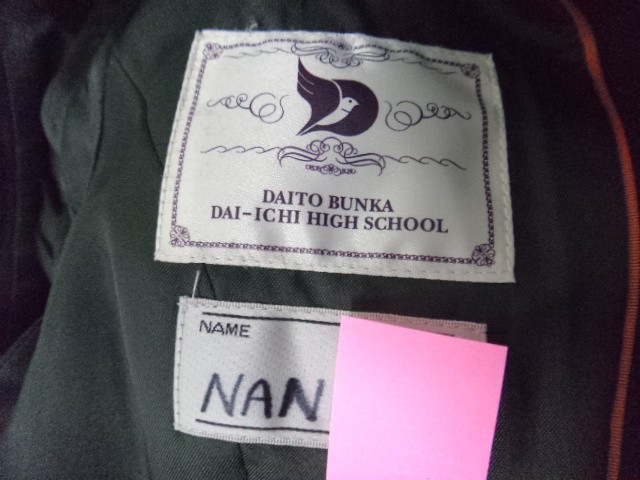 DAITO BUNKA
DAI-ICHI HIGH SCHOOL
NAME
NAN